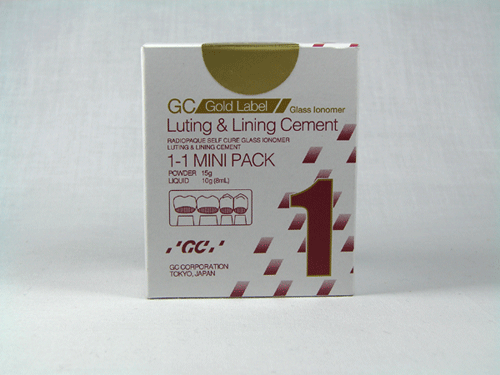 GC Gold Label Glass Ionomer
Luting & Lining Cement
RADIOPAQUE SELF CURE GLASS IONOMER
LUTING & LINING CEMENT
1-1 MINI PACK
POWDER 15g
LIQUID 10g (8mL)
1
GC
GC CORPORATION
TOKYO, JAPAN